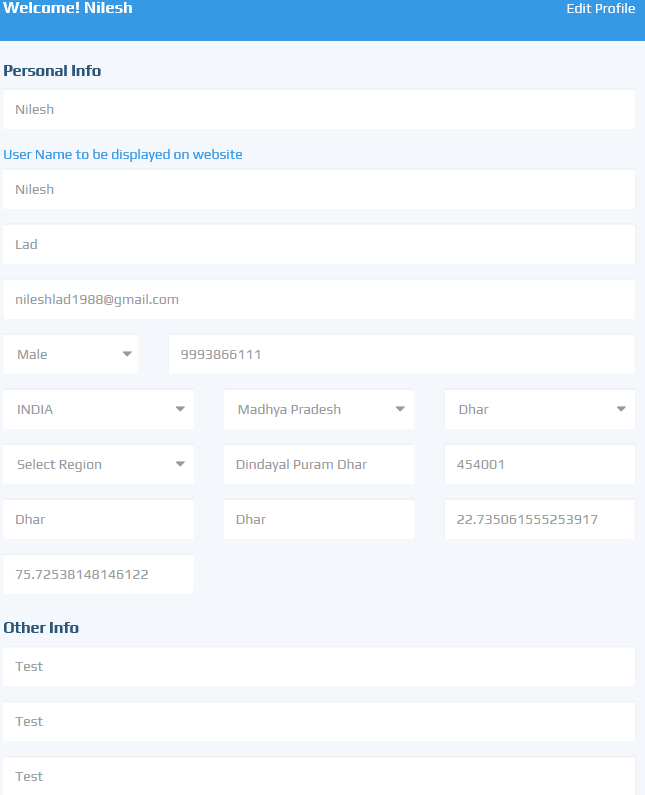 Welcome! Nilesh Edit Profile
Personal Info
Nilesh
User Name to be displayed on website
Nilesh
Lad
nileshlad1988@gmail.com
Male 9993866111
INDIA Madhya Pradesh Dhar
Select Region Dindayal Puram Dhar 454001
Dhar Dhar 22.735061555253917
75.72538148146122
Other Info
Test
Test
Test